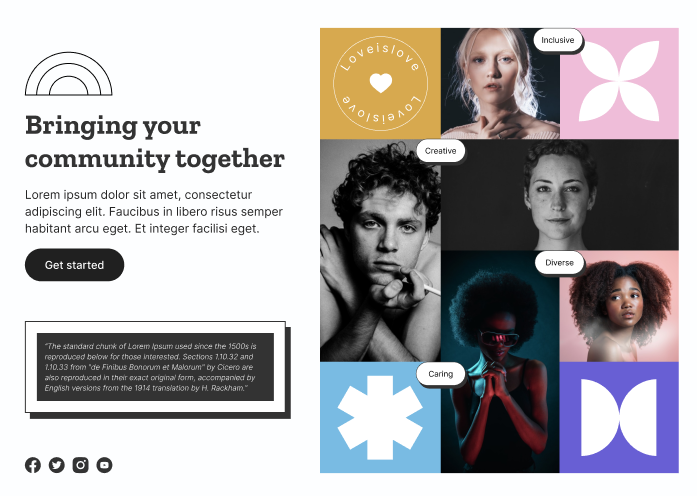 Bringing your
community together
Lorem ipsum dolor sit amet, consectetur
adipiscing elit. Faucibus in libero risus semper
habitant arcu eget. Et integer facilisi eget.
Get started
"The standard chunk of Lorem Ipsum used since the 1500s is
reproduced below for those interested. Sections 1.10.32 and
1.10.33 from "de Finibus Bonorum et Malorum" by Cicero are
also reproduced in their exact original form, accompanied by
English versions from the 1914 translation by H. Rackham."
Loveislove
Loveislove
Inclusive
Creative
Diverse
Caring